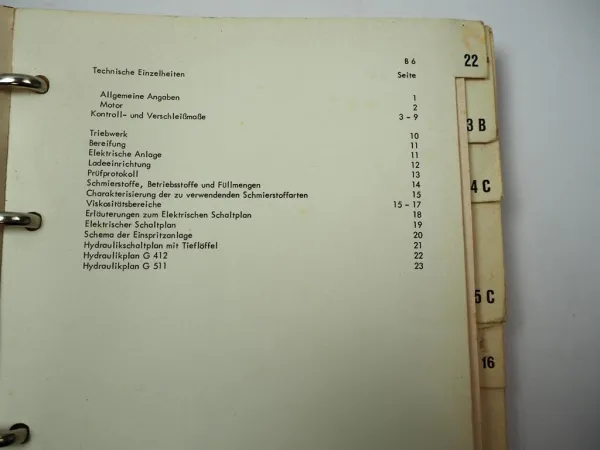 B 6
Technische Einzelheiten Seite
Allgemeine Angaben 1
Motor 2
Kontroll- und Verschleißmaße 3 - 9
Triebwerk 10
Bereifung 11
Elektrische Anlage 11
Ladeeinrichtung 12
Prüfprotokoll 13
Schmierstoffe, Betriebsstoffe und Füllmengen 14
Charakterisierung der zu verwendenden Schmierstoffarten 15
Viskositätsbereiche 15 - 17
Erläuterungen zum Elektrischen Schaltplan 18
Elektrischer Schaltplan 19
Schema der Einspritzanlage 20
Hydraulikschaltplan mit Tieflöffel 21
Hydraulikplan G 412 22
Hydraulikplan G 511 23
22
3 B
4 C
5 C
16